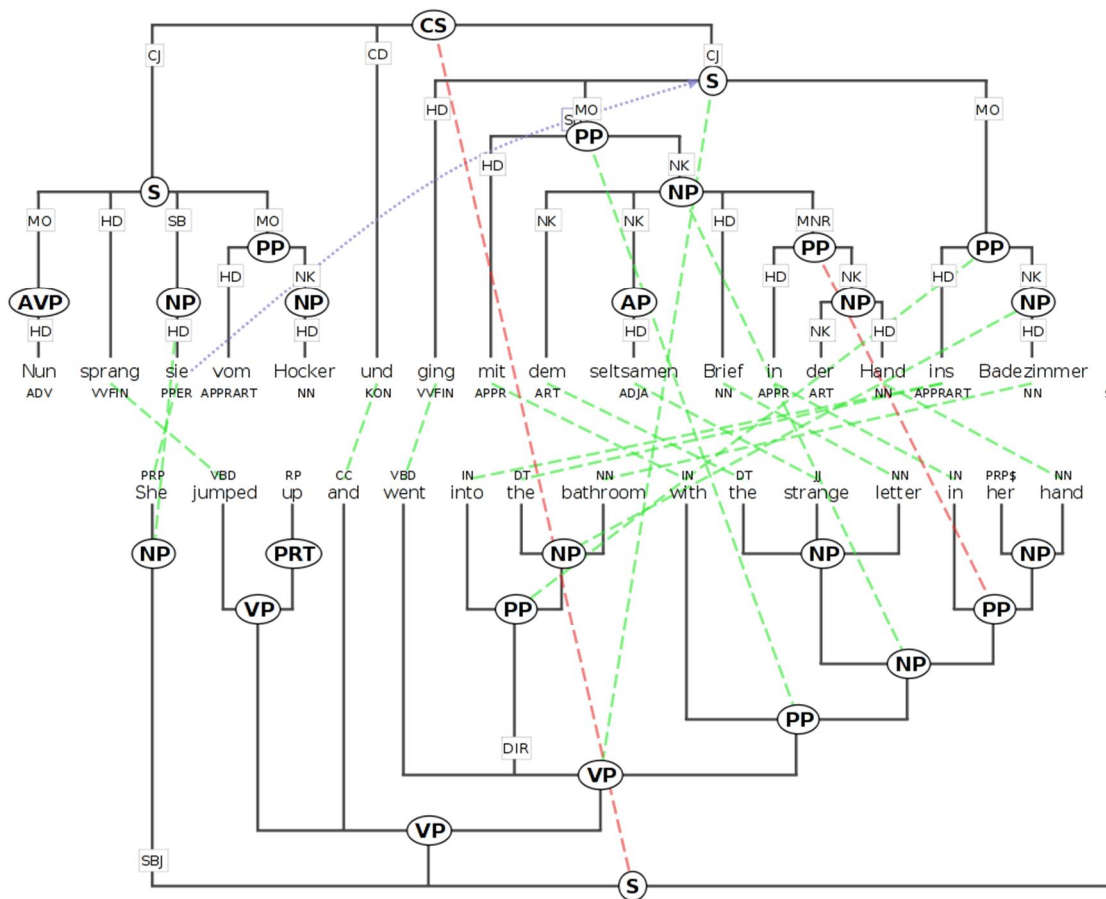 CS
CJ CD CJ
S
HD MO MO
PP
HD NK
S NP
MO HD SB MO NK NK HD MNR
PP PP PP
HD NK HD NK HD NK
AVP NP NP AP NP NP
HD HD HD HD NK HD HD
Nun sprang sie vom Hocker und ging mit dem seltsamen Brief in der Hand ins Badezimmer
ADV VVFIN PPER APPRART NN KON VVFIN APPR ART ADJA NN APPR ART NN APPRART NN
PRP VBD RP CC VBD IN DT NN IN DT JJ NN IN PRP$ NN
She jumped up and went into the bathroom with the strange letter in her hand
NP PRT NP NP NP
VP PP PP
NP
PP
DIR
VP
VP
SBJ
S